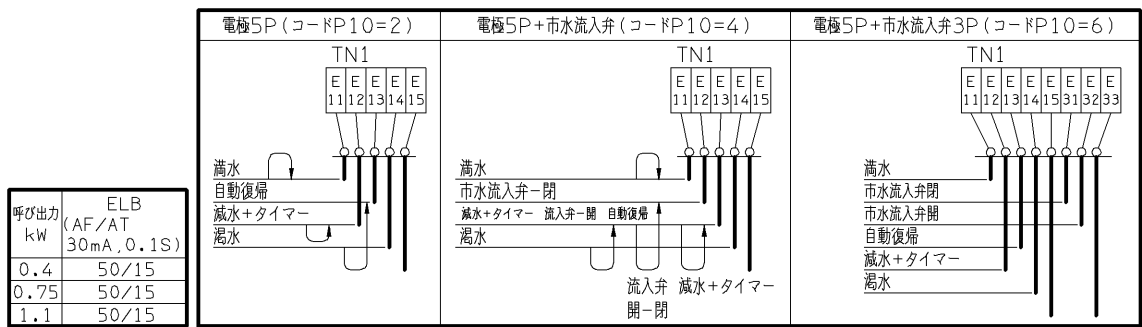 電極5P(コードP10=2)
TN1
E 11 E 12 E 13 E 14 E 15
満水
自動復帰
減水+タイマー
渇水
電極5P+市水流入弁(コードP10=4)
TN1
E 11 E 12 E 13 E 14 E 15
満水
市水流入弁-閉
減水+タイマー 流入弁-開 自動復帰
渇水
流入弁 減水+タイマー
開-閉
電極5P+市水流入弁3P(コードP10=6)
TN1
E 11 E 12 E 13 E 14 E 15 E 31 E 32 E 33
満水
市水流入弁閉
市水流入弁開
自動復帰
減水+タイマー
渇水
呼び出力 kW
ELB (AF/AT 30mA,0.1S)
0.4 50/15
0.75 50/15
1.1 50/15